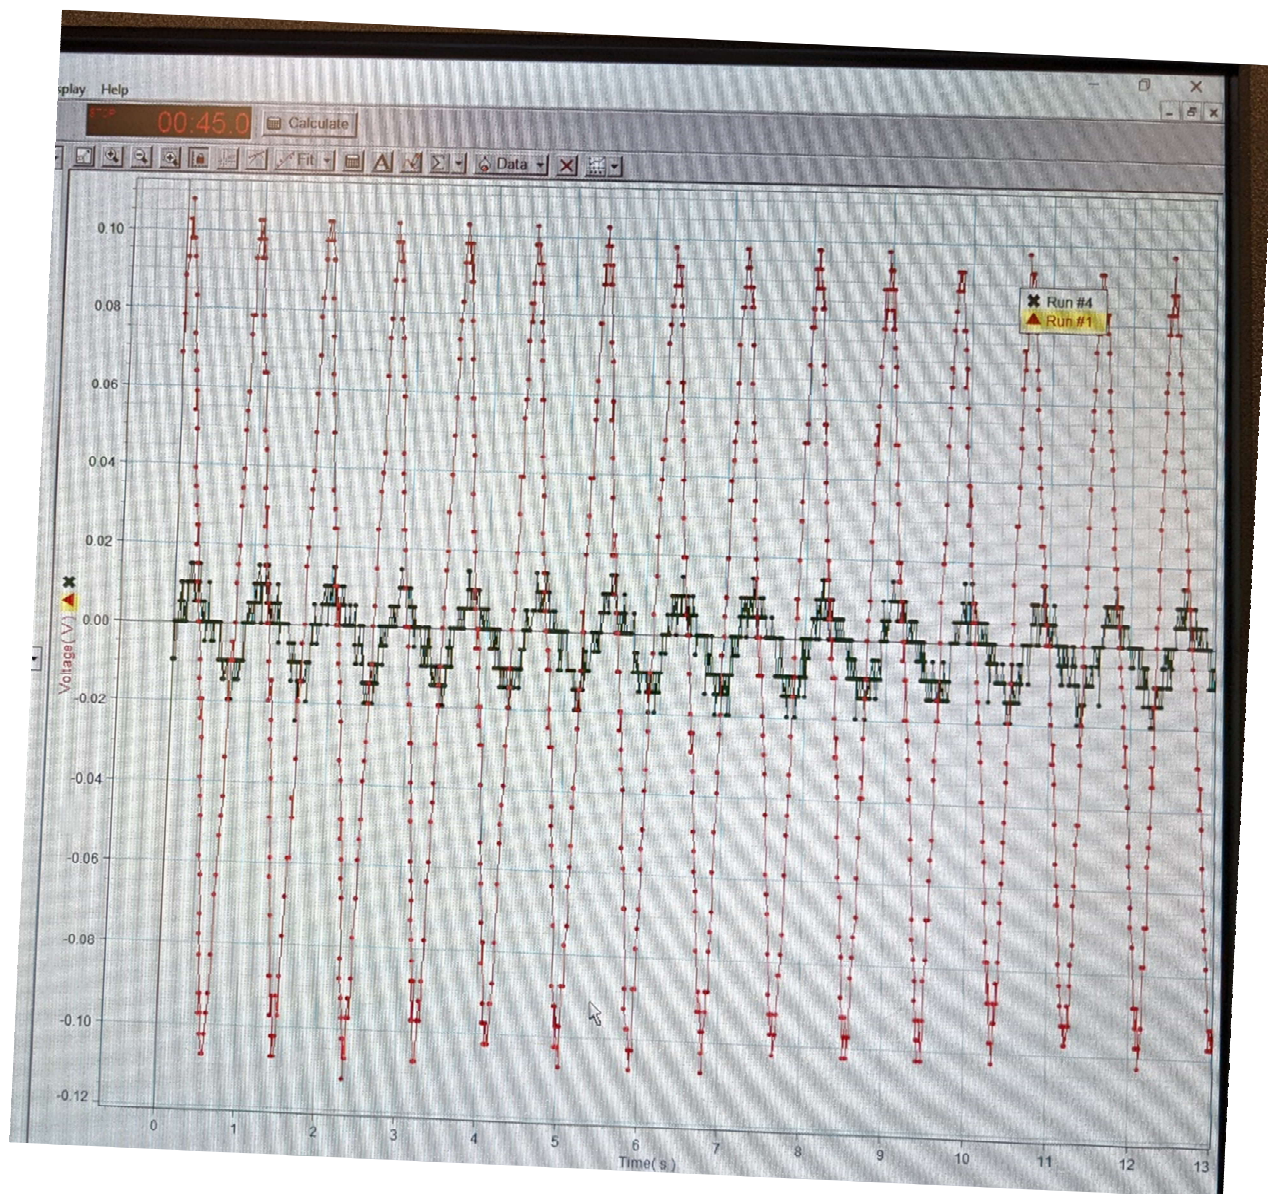 splay Help
00:45.0 Calculate
Fit Σ Data
0.10
0.08
0.06
0.04
0.02
0.00
-0.02
-0.04
-0.06
-0.08
-0.10
-0.12
Voltage( V )
Run #4
Run #1
0 1 2 3 4 5 6 7 8 9 10 11 12 13
Time( s )